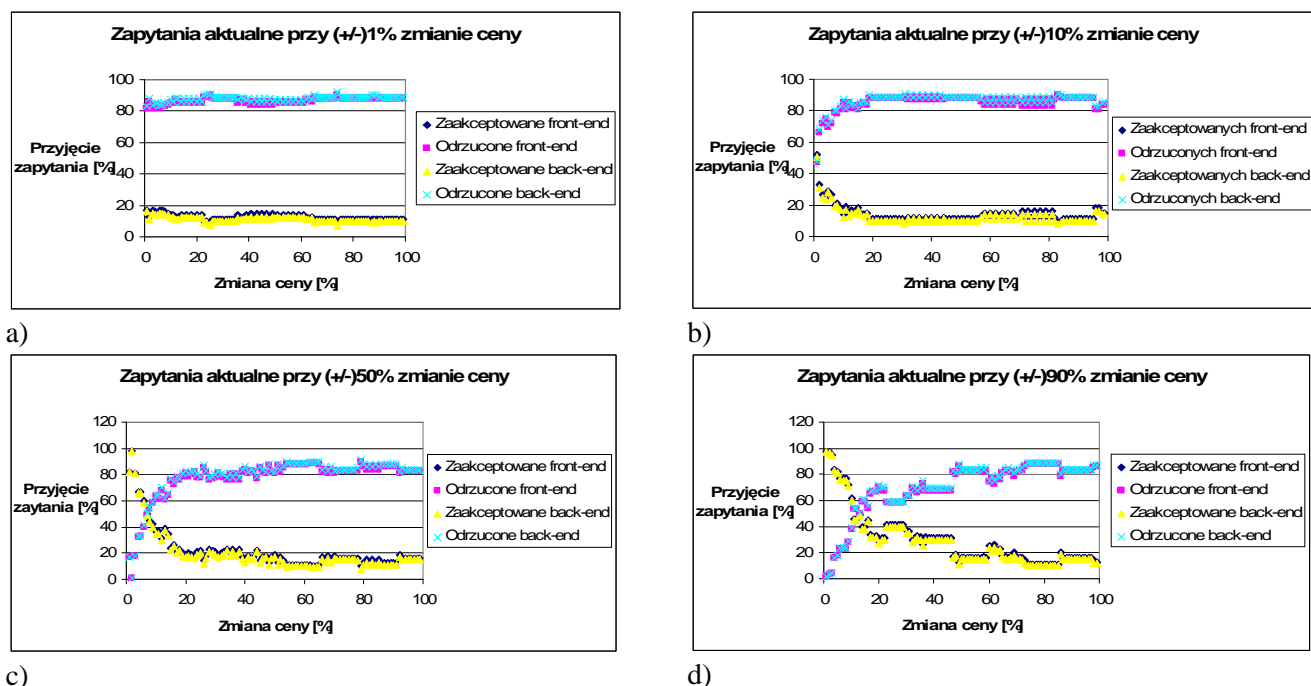 Zapytania aktualne przy (+/-)1% zmianie ceny
100
80
60
40
20
0
Przyjęcie
zapytania [%]
0 20 40 60 80 100
Zmiana ceny [%]
Zaakceptowane front-end
Odrzucone front-end
Zaakceptowane back-end
Odrzucone back-end
a)
Zapytania aktualne przy (+/-)10% zmianie ceny
100
80
60
40
20
0
Przyjęcie
zapytania [%]
0 20 40 60 80 100
Zmiana ceny [%]
Zaakceptowanych front-end
Odrzuconych front-end
Zaakceptowanych back-end
Odrzuconych back-end
b)
Zapytania aktualne przy (+/-)50% zmianie ceny
120
100
80
60
40
20
0
Przyjęcie
zaytania [%]
0 20 40 60 80 100
Zmiana ceny [%]
Zaakceptowane front-end
Odrzucone front-end
Zaakceptowane back-end
Odrzucone back-end
c)
Zapytania aktualne przy (+/-)90% zmianie ceny
120
100
80
60
40
20
0
Przyjęcie
zapytania [%]
0 20 40 60 80 100
Zmiana ceny [%]
Zaakceptowane front-end
Odrzucone front-end
Zaakceptowane back-end
Odrzucone back-end
d)